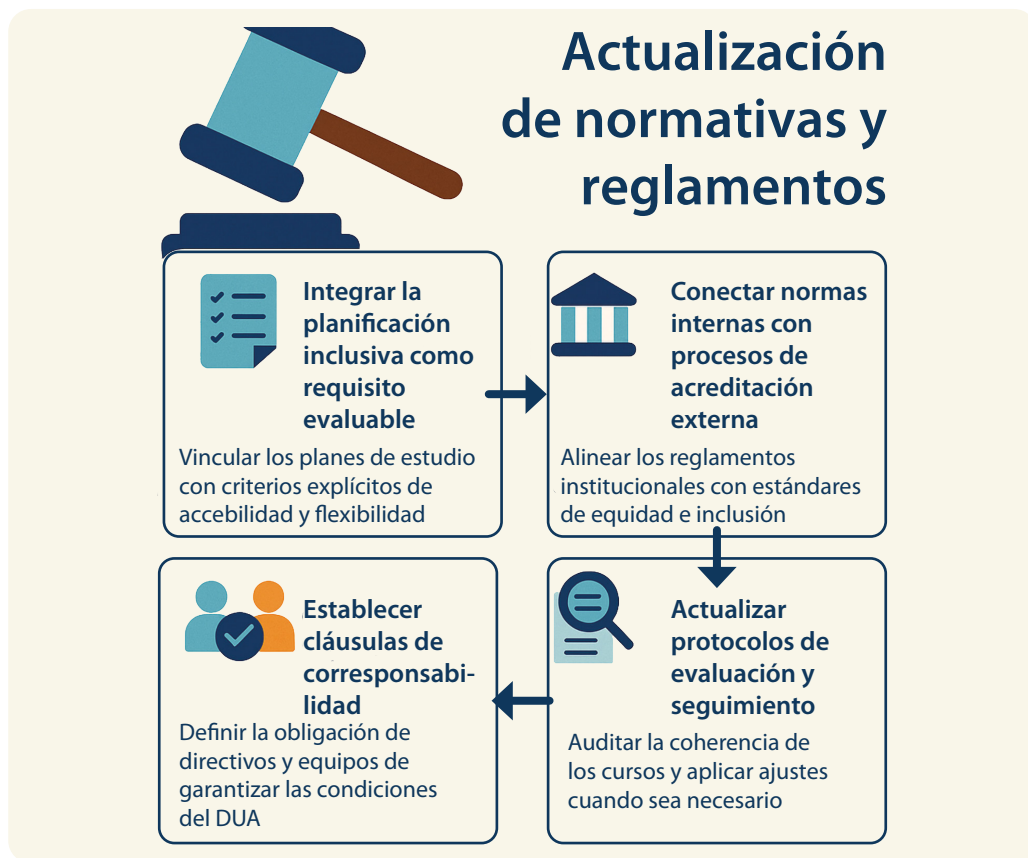 Actualización
de normativas y
reglamentos
Integrar la
planificación
inclusiva como
requisito
evaluable
Vincular los planes de estudio
con criterios explícitos de
accebilidad y flexibilidad
Conectar normas
internas con
procesos de
acreditación
externa
Alinear los reglamentos
institucionales con estándares
de equidad e inclusión
Actualizar
protocolos de
evaluación y
seguimiento
Auditar la coherencia de
los cursos y aplicar ajustes
cuando sea necesario
Establecer
cláusulas de
corresponsabi-
lidad
Definir la obligación de
directivos y equipos de
garantizar las condiciones
del DUA